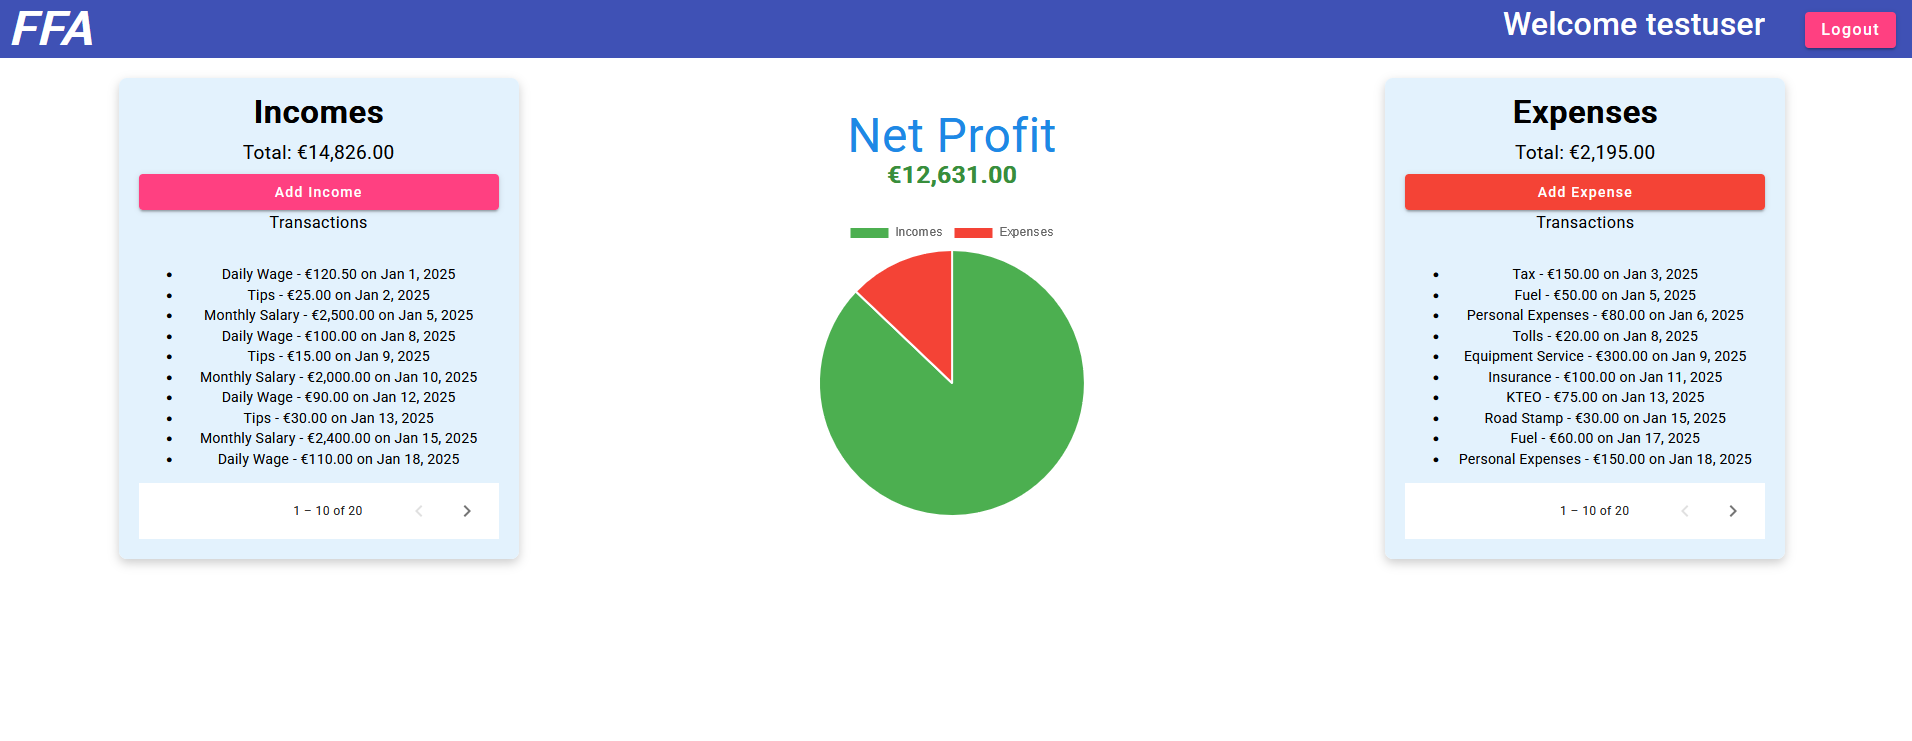 FFA
Welcome testuser
Logout
Incomes
Total: €14,826.00
Add Income
Transactions
• Daily Wage - €120.50 on Jan 1, 2025
• Tips - €25.00 on Jan 2, 2025
• Monthly Salary - €2,500.00 on Jan 5, 2025
• Daily Wage - €100.00 on Jan 8, 2025
• Tips - €15.00 on Jan 9, 2025
• Monthly Salary - €2,000.00 on Jan 10, 2025
• Daily Wage - €90.00 on Jan 12, 2025
• Tips - €30.00 on Jan 13, 2025
• Monthly Salary - €2,400.00 on Jan 15, 2025
• Daily Wage - €110.00 on Jan 18, 2025
1 – 10 of 20
Net Profit
€12,631.00
Incomes
Expenses
Expenses
Total: €2,195.00
Add Expense
Transactions
• Tax - €150.00 on Jan 3, 2025
• Fuel - €50.00 on Jan 5, 2025
• Personal Expenses - €80.00 on Jan 6, 2025
• Tolls - €20.00 on Jan 8, 2025
• Equipment Service - €300.00 on Jan 9, 2025
• Insurance - €100.00 on Jan 11, 2025
• KTEO - €75.00 on Jan 13, 2025
• Road Stamp - €30.00 on Jan 15, 2025
• Fuel - €60.00 on Jan 17, 2025
• Personal Expenses - €150.00 on Jan 18, 2025
1 – 10 of 20